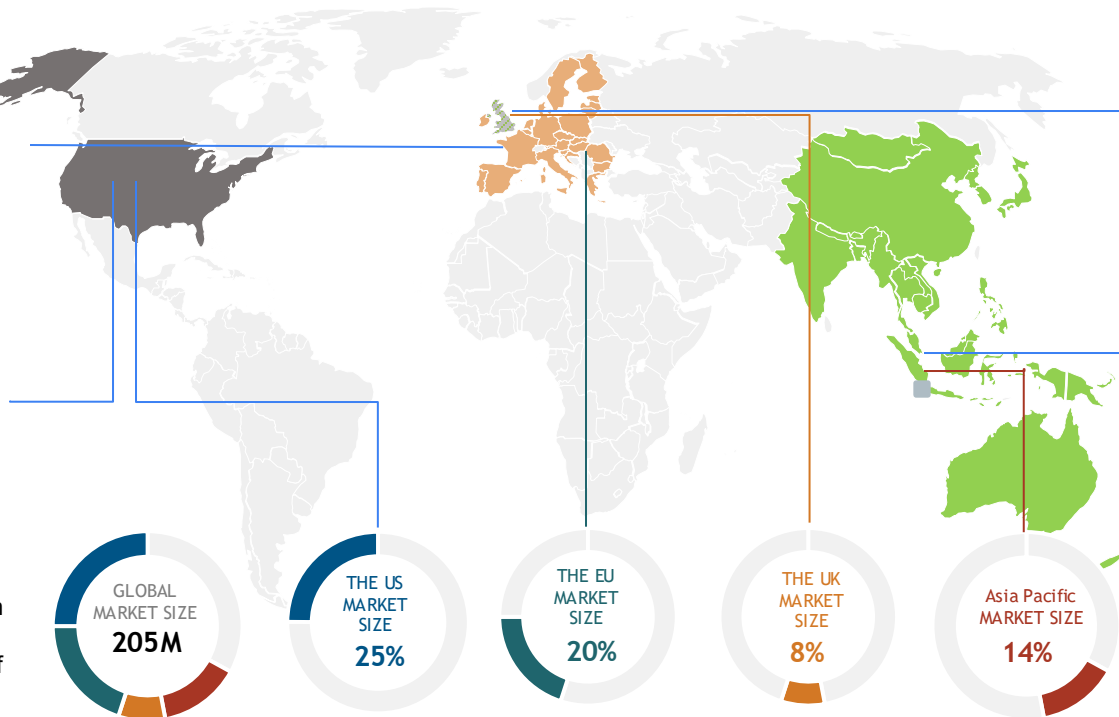 GLOBAL
MARKET SIZE
205M
THE US
MARKET
SIZE
25%
THE EU
MARKET
SIZE
20%
THE UK
MARKET
SIZE
8%
Asia Pacific
MARKET SIZE
14%